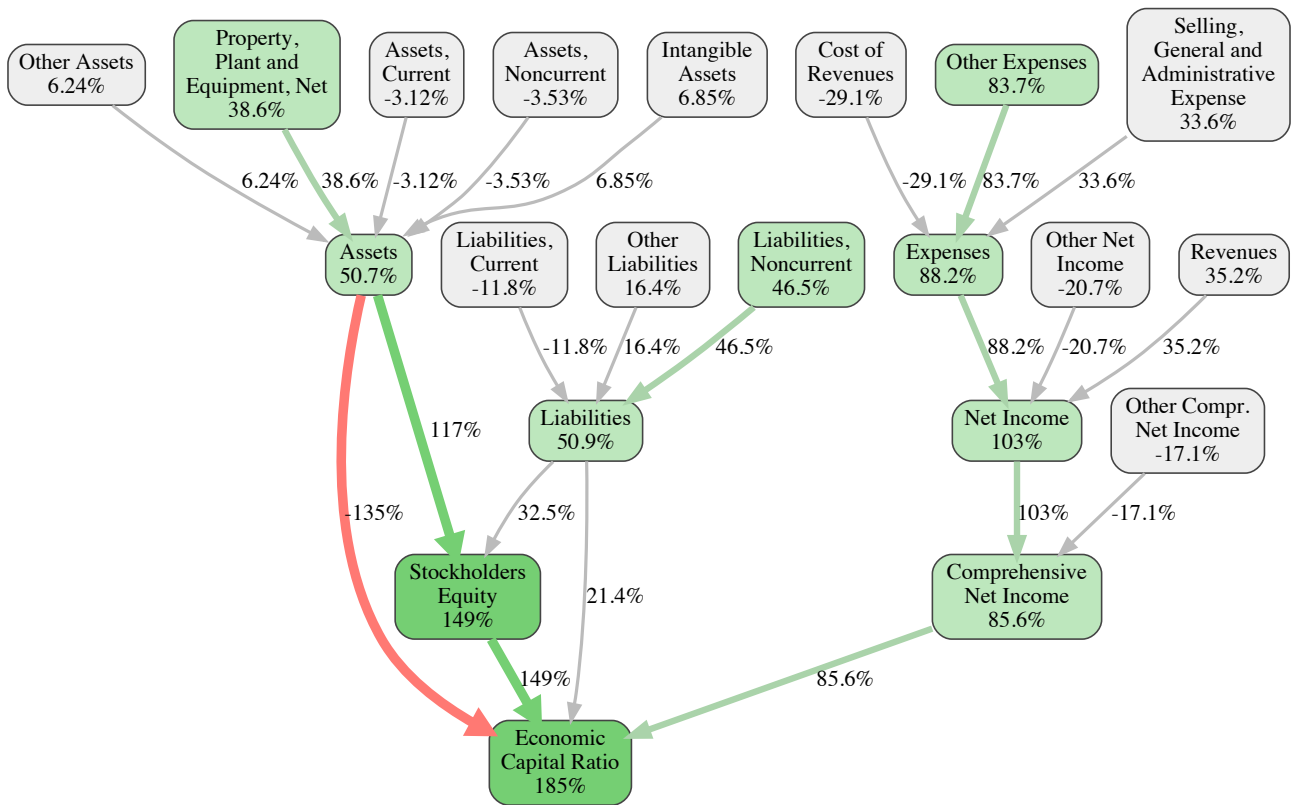 Other Assets
6.24%
Property,
Plant and
Equipment, Net
38.6%
Assets,
Current
-3.12%
Assets,
Noncurrent
-3.53%
Intangible
Assets
6.85%
Cost of
Revenues
-29.1%
Other Expenses
83.7%
Selling,
General and
Administrative
Expense
33.6%
6.24%
38.6%
-3.12%
-3.53%
6.85%
-29.1%
83.7%
33.6%
Assets
50.7%
Liabilities,
Current
-11.8%
Other
Liabilities
16.4%
Liabilities,
Noncurrent
46.5%
Expenses
88.2%
Other Net
Income
-20.7%
Revenues
35.2%
-11.8%
16.4%
46.5%
88.2%
-20.7%
35.2%
117%
Liabilities
50.9%
Net Income
103%
Other Compr.
Net Income
-17.1%
-135%
32.5%
103%
-17.1%
Stockholders
Equity
149%
21.4%
Comprehensive
Net Income
85.6%
149%
85.6%
Economic
Capital Ratio
185%